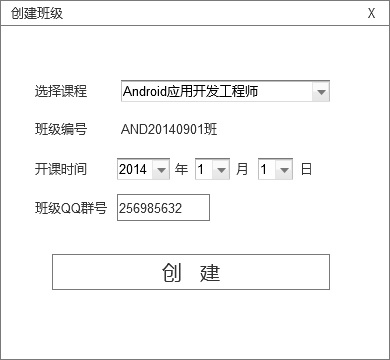 创建班级 X
选择课程 Android应用开发工程师
班级编号 AND20140901班
开课时间 2014 年 1 月 1 日
班级QQ群号 256985632
创 建